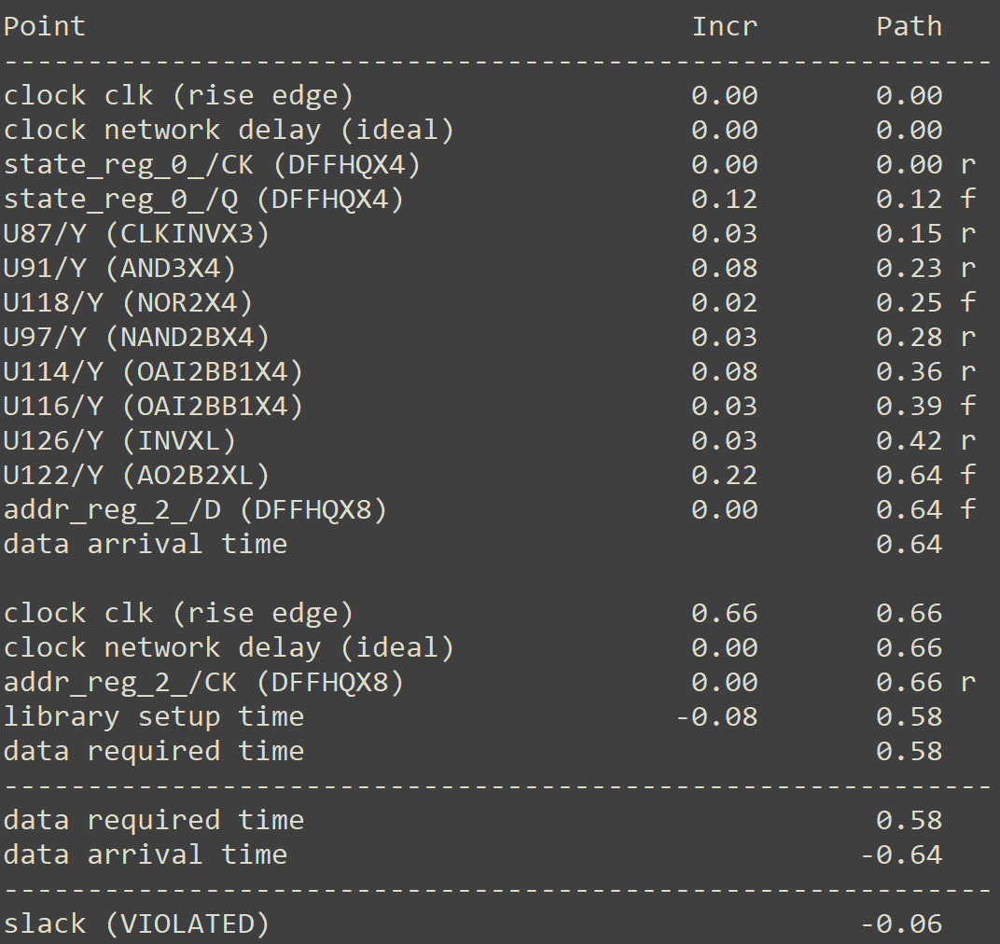 Point Incr Path
-----------------------------------------------------------
clock clk (rise edge) 0.00 0.00
clock network delay (ideal) 0.00 0.00
state_reg_0_/CK (DFFHQX4) 0.00 0.00 r
state_reg_0_/Q (DFFHQX4) 0.12 0.12 f
U87/Y (CLKINVX3) 0.03 0.15 r
U91/Y (AND3X4) 0.08 0.23 r
U118/Y (NOR2X4) 0.02 0.25 f
U97/Y (NAND2BX4) 0.03 0.28 r
U114/Y (OAI2BB1X4) 0.08 0.36 r
U116/Y (OAI2BB1X4) 0.03 0.39 f
U126/Y (INVXL) 0.03 0.42 r
U122/Y (AO2B2XL) 0.22 0.64 f
addr_reg_2_/D (DFFHQX8) 0.00 0.64 f
data arrival time 0.64
clock clk (rise edge) 0.66 0.66
clock network delay (ideal) 0.00 0.66
addr_reg_2_/CK (DFFHQX8) 0.00 0.66 r
library setup time -0.08 0.58
data required time 0.58
-----------------------------------------------------------
data required time 0.58
data arrival time -0.64
-----------------------------------------------------------
slack (VIOLATED) -0.06